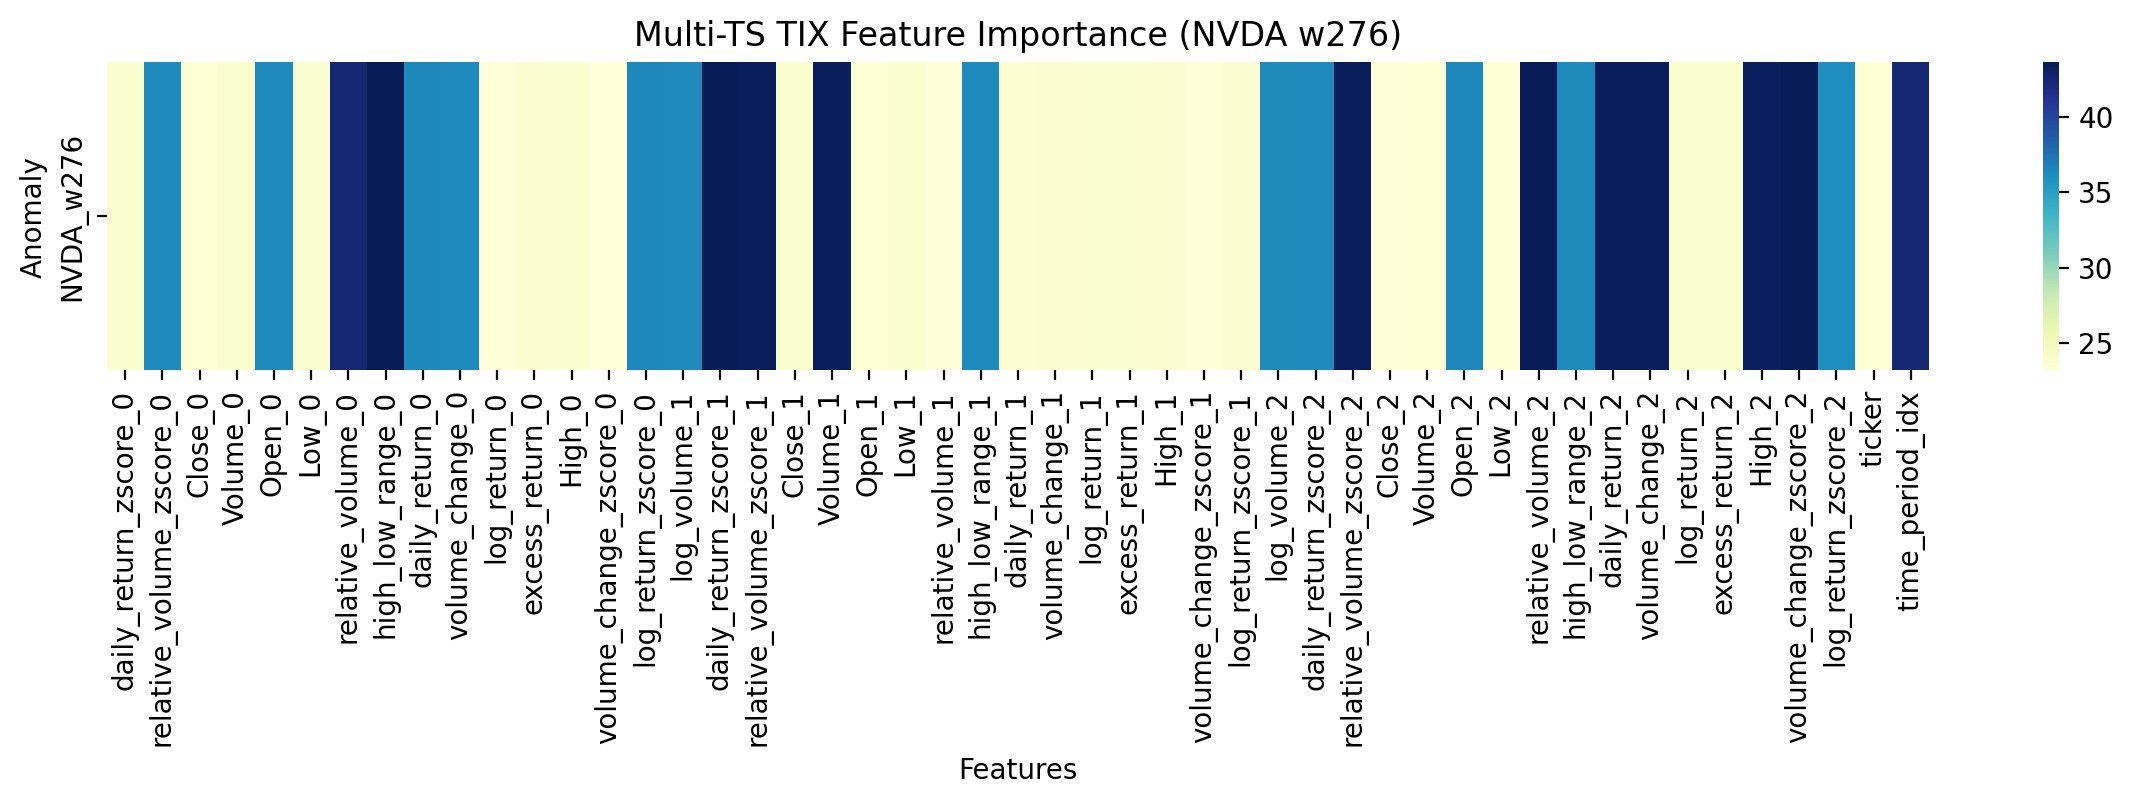 Multi-TS TIX Feature Importance (NVDA w276)
Anomaly
NVDA_w276
40
35
30
25
daily_return_zscore_0
relative_volume_zscore_0
Close_0
Volume_0
Open_0
Low_0
relative_volume_0
high_low_range_0
daily_return_0
volume_change_0
log_return_0
excess_return_0
High_0
volume_change_zscore_0
log_return_zscore_0
log_volume_1
daily_return_zscore_1
relative_volume_zscore_1
Close_1
Volume_1
Open_1
Low_1
relative_volume_1
high_low_range_1
daily_return_1
volume_change_1
log_return_1
excess_return_1
High_1
volume_change_zscore_1
log_return_zscore_1
log_volume_2
daily_return_zscore_2
relative_volume_zscore_2
Close_2
Volume_2
Open_2
Low_2
relative_volume_2
high_low_range_2
daily_return_2
volume_change_2
log_return_2
excess_return_2
High_2
volume_change_zscore_2
log_return_zscore_2
ticker
time_period_idx
Features